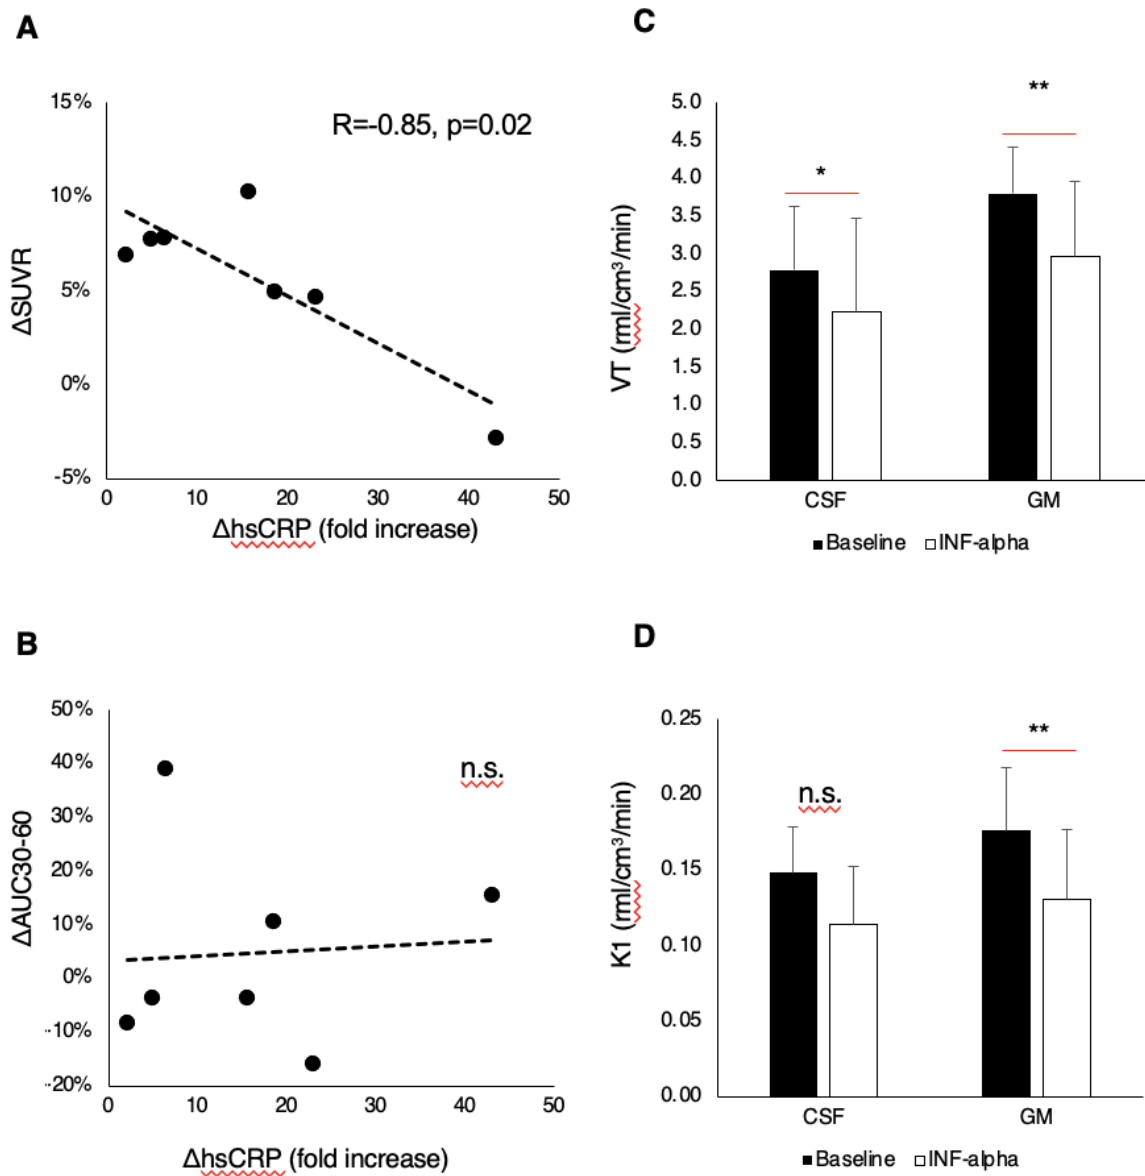 A
15%
10%
5%
0%
-5%
ΔSUVR
R=-0.85, p=0.02
0 10 20 30 40 50
ΔhsCRP (fold increase)
C
5.0
4.5
4.0
3.5
3.0
2.5
2.0
1.5
1.0
0.5
0.0
VT (rml/cm³/min)
*
**
CSF GM
Baseline INF-alpha
B
50%
40%
30%
20%
10%
0%
-10%
-20%
ΔAUC30-60
n.s.
0 10 20 30 40 50
ΔhsCRP (fold increase)
D
0.25
0.20
0.15
0.10
0.05
0.00
K1 (rml/cm³/min)
n.s.
**
CSF GM
Baseline INF-alpha